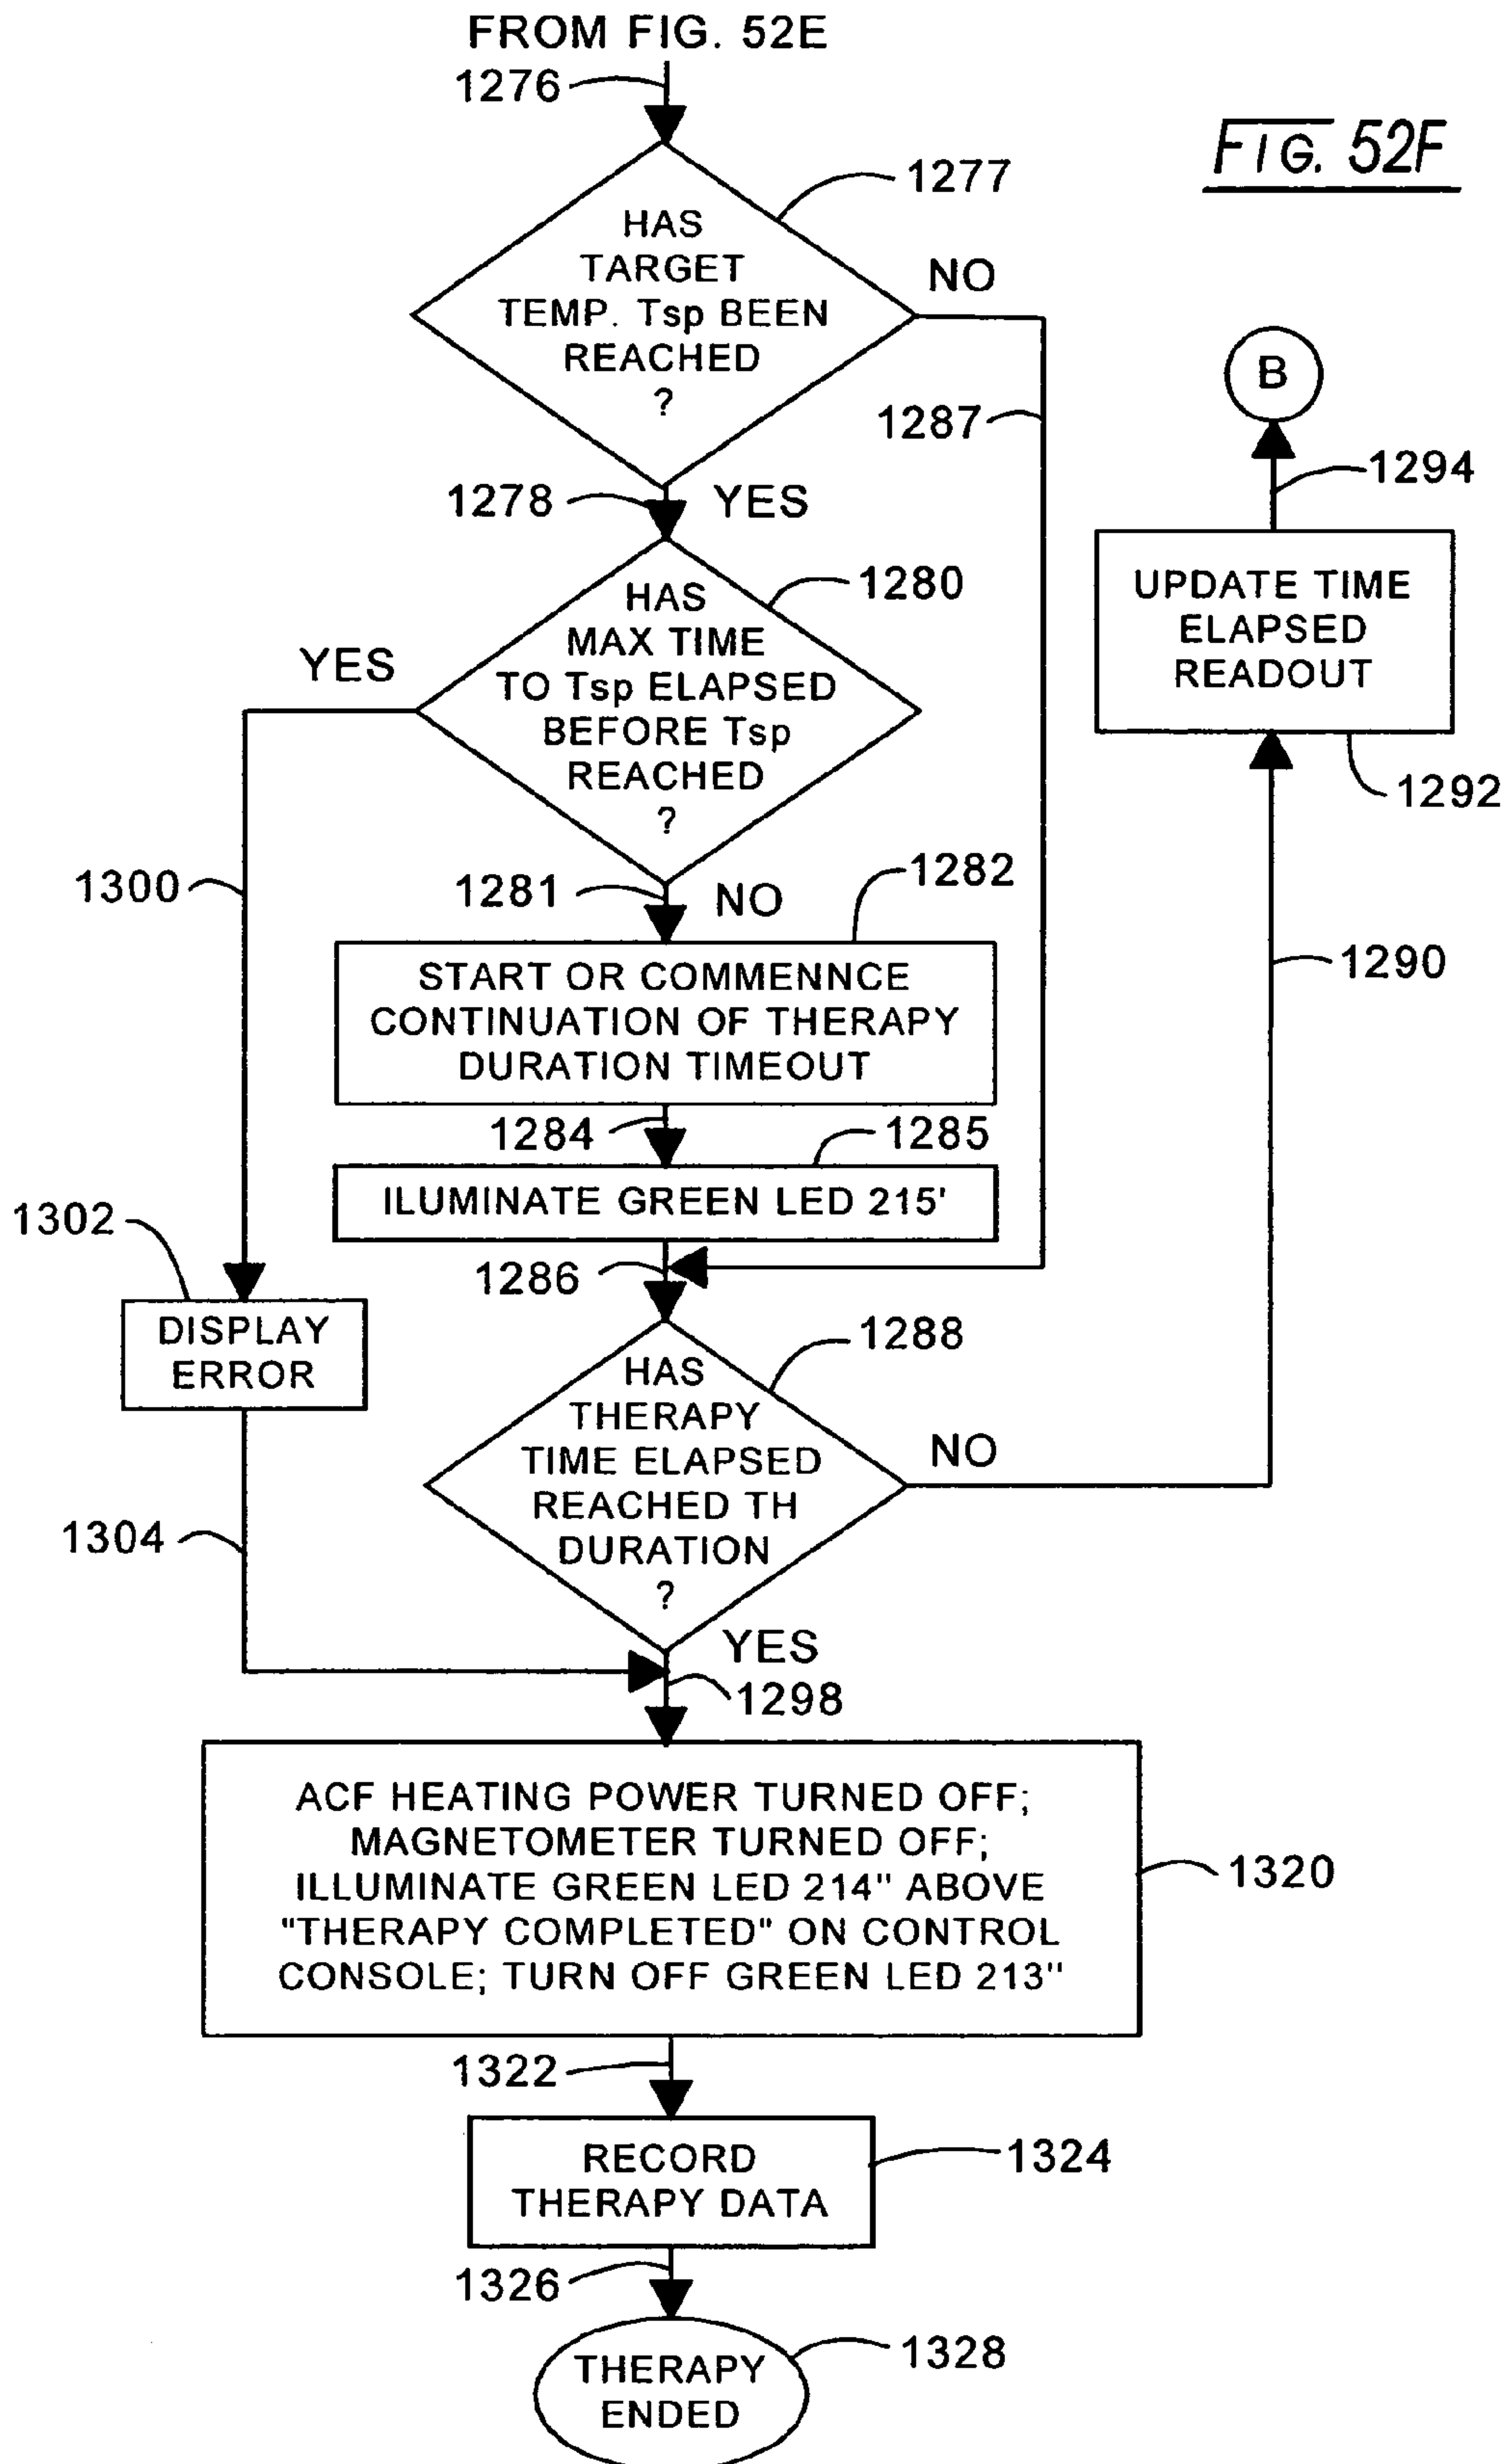 FROM FIG. 52E
1276
FIG. 52F
1277
HAS
TARGET
TEMP. Tsp BEEN
REACHED
?
NO
B
1287
1294
1278
YES
UPDATE TIME
ELAPSED
READOUT
1280
HAS
MAX TIME
TO Tsp ELAPSED
BEFORE Tsp
REACHED
?
YES
1292
1300
1281
NO
1282
1290
START OR COMMENNCE
CONTINUATION OF THERAPY
DURATION TIMEOUT
1284
1285
ILUMINATE GREEN LED 215'
1302
1286
DISPLAY
ERROR
1288
HAS
THERAPY
TIME ELAPSED
REACHED TH
DURATION
?
NO
1304
YES
1298
ACF HEATING POWER TURNED OFF;
MAGNETOMETER TURNED OFF;
ILLUMINATE GREEN LED 214" ABOVE
"THERAPY COMPLETED" ON CONTROL
CONSOLE; TURN OFF GREEN LED 213"
1320
1322
RECORD
THERAPY DATA
1324
1326
THERAPY
ENDED
1328